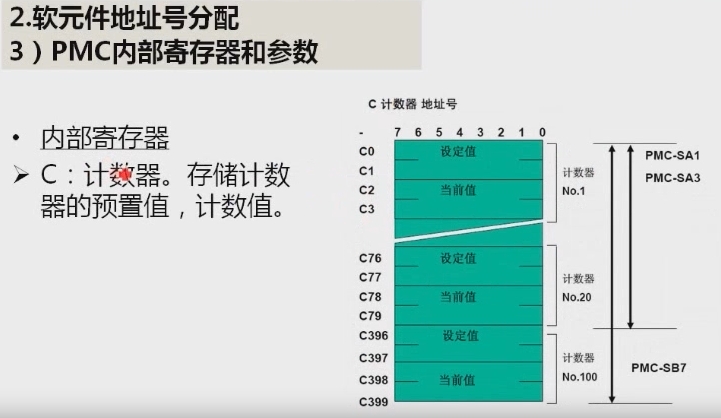 2.软元件地址号分配
3）PMC内部寄存器和参数
• 内部寄存器
➢ C：计数器。存储计数
器的预置值，计数值。
C 计数器 地址号
- 7 6 5 4 3 2 1 0
C0 设定值
C1
C2 当前值
C3
计数器
No.1
C76 设定值
C77
C78 当前值
C79
计数器
No.20
C396 设定值
C397
C398 当前值
C399
计数器
No.100
PMC-SA1
PMC-SA3
PMC-SB7